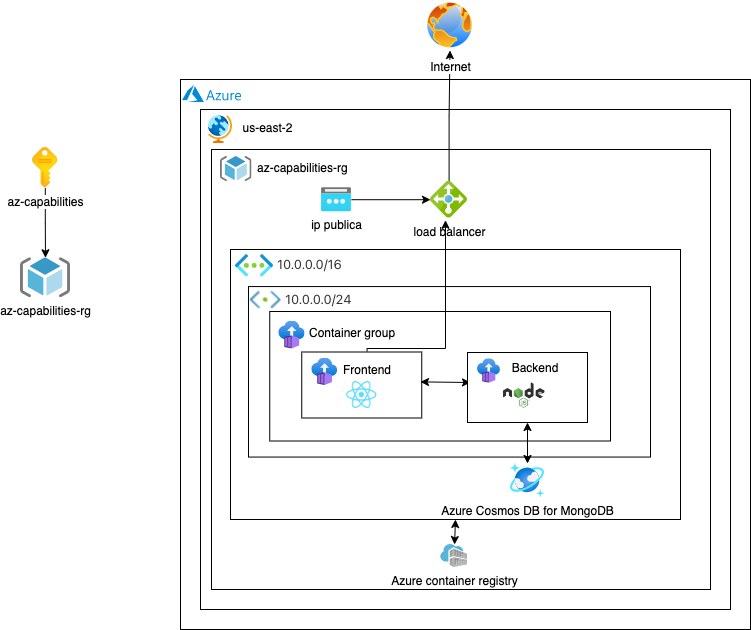 Internet
Azure
us-east-2
az-capabilities-rg
az-capabilities
ip publica
load balancer
10.0.0.0/16
10.0.0.0/24
az-capabilities-rg
Container group
Frontend
Backend
node
Azure Cosmos DB for MongoDB
Azure container registry